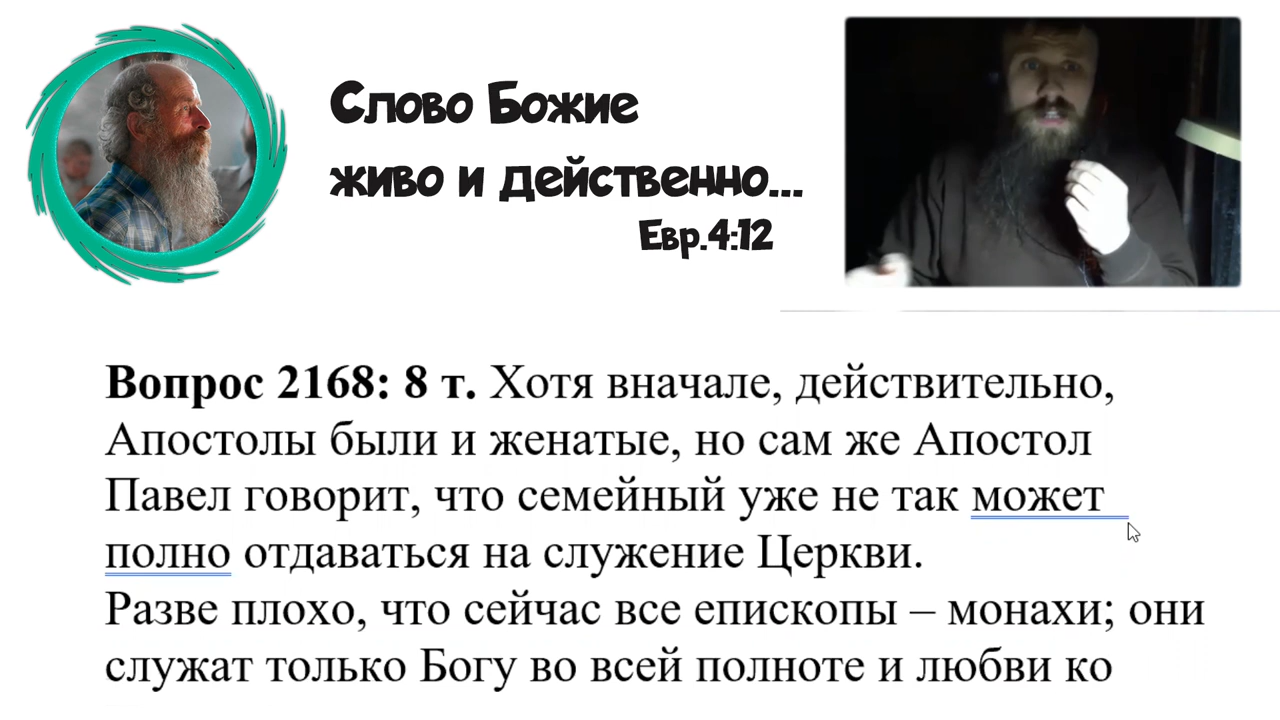 Слово Божие
живо и действенно...
Евр.4:12
Вопрос 2168: 8 т. Хотя вначале, действительно,
Апостолы были и женатые, но сам же Апостол
Павел говорит, что семейный уже не так может
полно отдаваться на служение Церкви.
Разве плохо, что сейчас все епископы – монахи; они
служат только Богу во всей полноте и любви ко